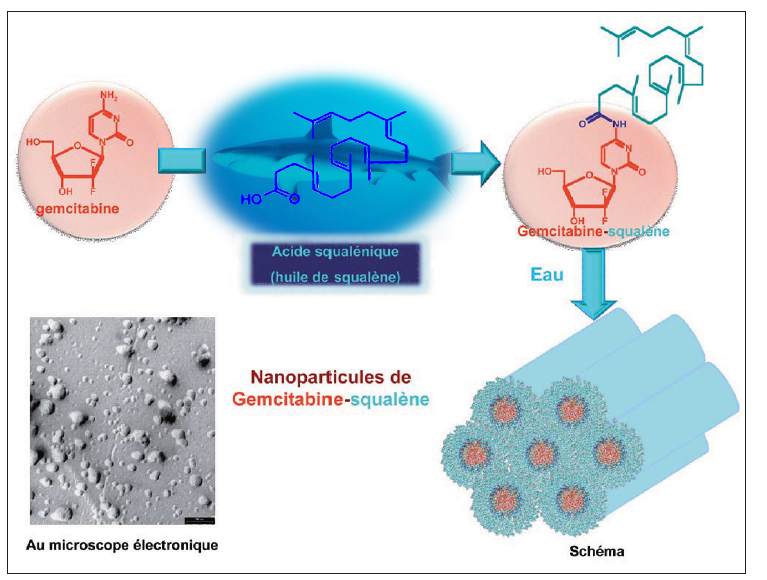 NH₂
N
HO
O
N
O
F
OH
F
gemcitabine
HO
O
Acide squalénique
(huile de squalène)
O
NH
N
HO
O
N
O
F
OH
F
Gemcitabine-squalène
Eau
Nanoparticules de
Gemcitabine-squalène
Au microscope électronique
Schéma